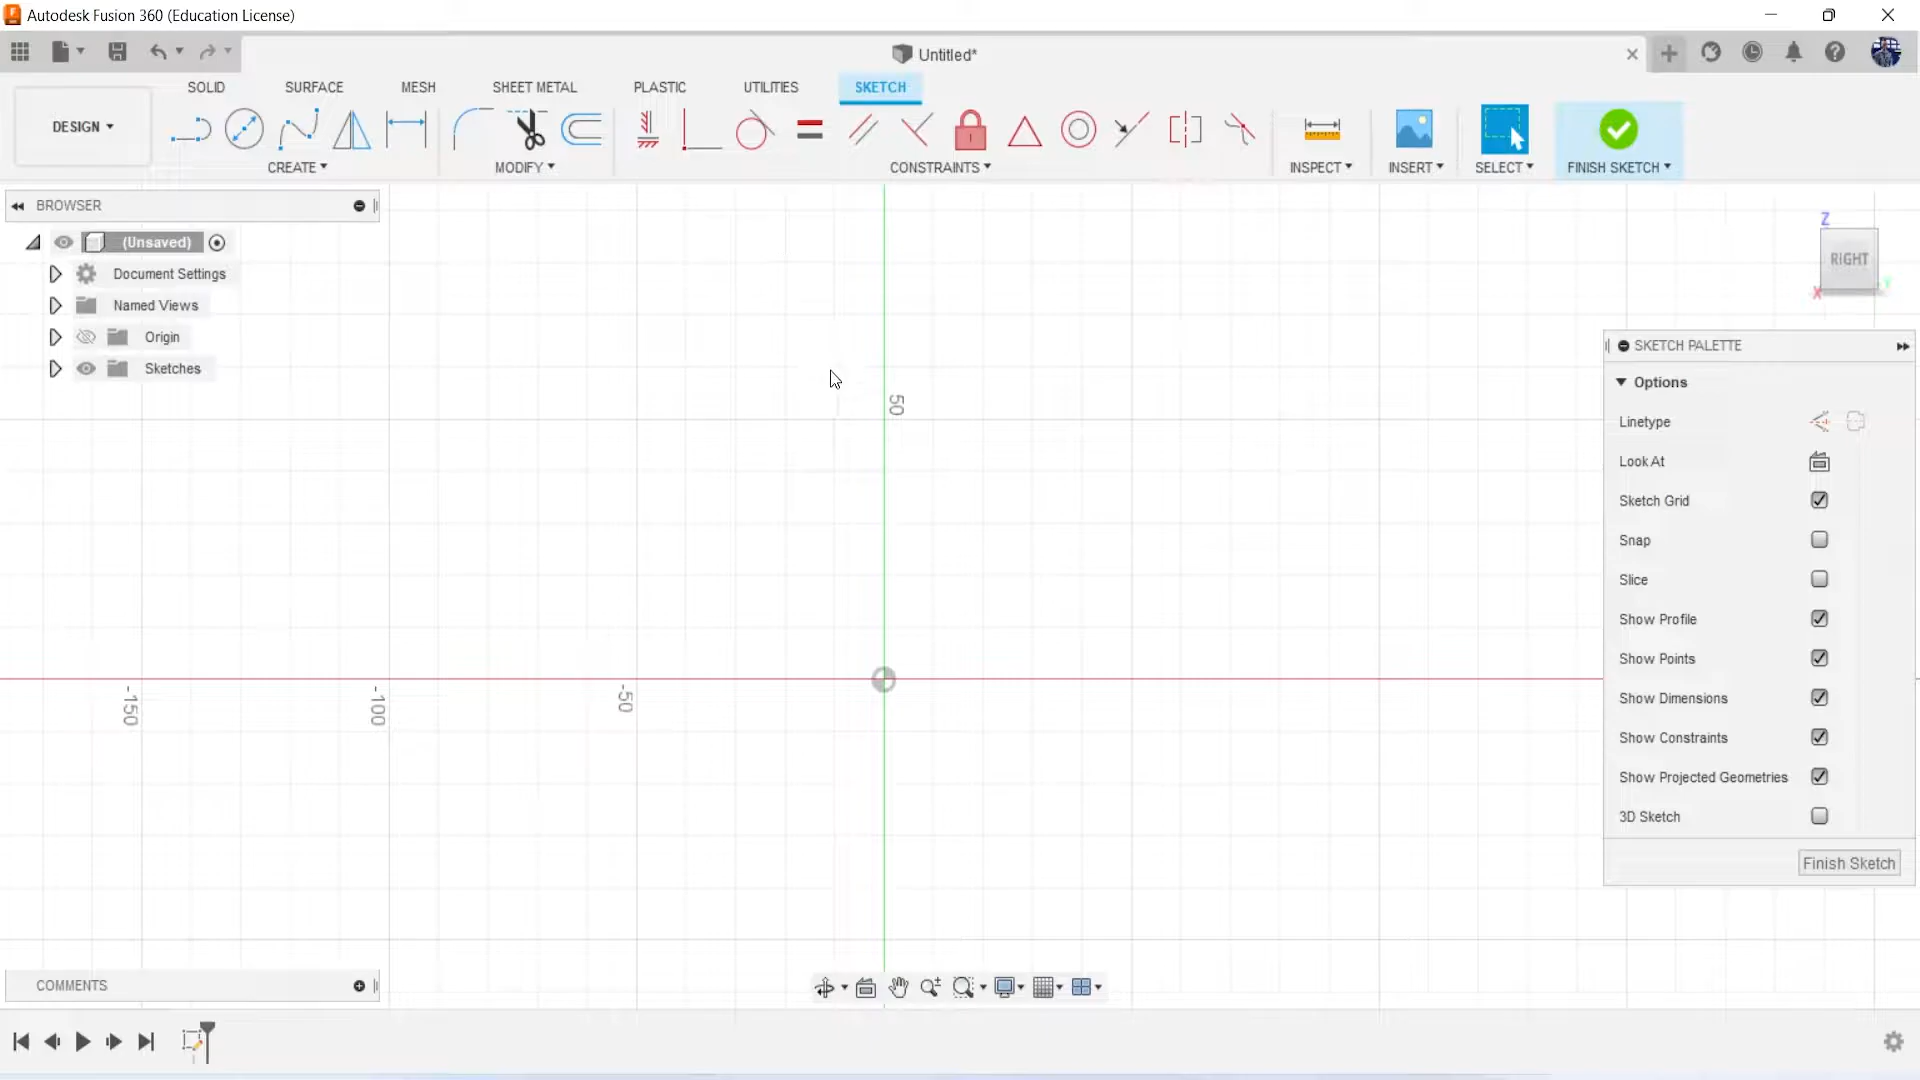 Autodesk Fusion 360 (Education License)
Untitled*
SOLID
SURFACE
MESH
SHEET METAL
PLASTIC
UTILITIES
SKETCH
DESIGN
CREATE
MODIFY
CONSTRAINTS
INSPECT
INSERT
SELECT
FINISH SKETCH
BROWSER
(Unsaved)
Document Settings
Named Views
Origin
Sketches
Z
RIGHT
X
Y
50
-150
-100
-50
SKETCH PALETTE
Options
Linetype
Look At
Sketch Grid
Snap
Slice
Show Profile
Show Points
Show Dimensions
Show Constraints
Show Projected Geometries
3D Sketch
Finish Sketch
COMMENTS